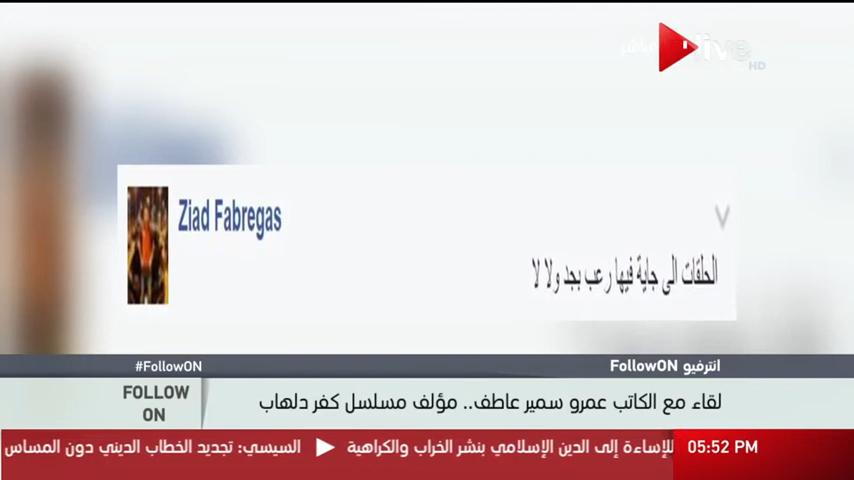 مباشر live
HD
Ziad Fabregas
الحلقات الى جاية فيها رعب بجد ولا لا
#FollowON
انترفيو FollowON
FOLLOW
ON
لقاء مع الكاتب عمرو سمير عاطف.. مؤلف مسلسل كفر دلهاب
05:52 PM
للإساءة إلى الدين الإسلامي بنشر الخراب والكراهية ◀ السيسي: تجديد الخطاب الديني دون المساس